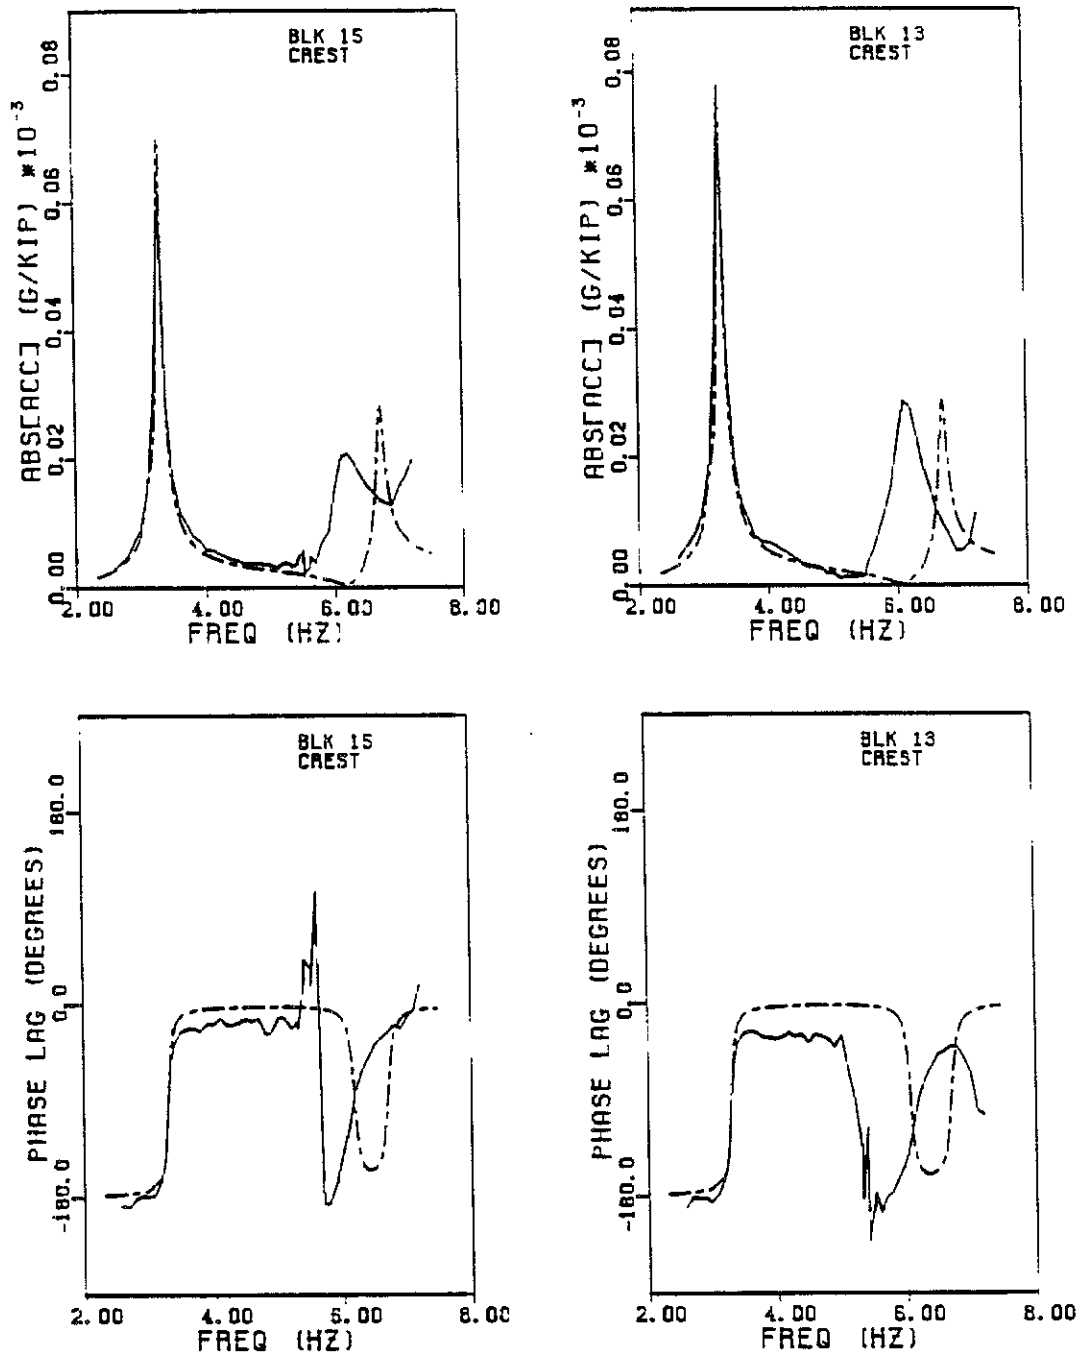 BLK 15
CREST
ABS[ACC] (G/KIP) *10-3
0.00
0.02
0.04
0.06
0.08
2.00
4.00
6.00
8.00
FREQ (HZ)
BLK 13
CREST
ABS[ACC] (G/KIP) *10-3
0.00
0.02
0.04
0.06
0.08
2.00
4.00
6.00
8.00
FREQ (HZ)
BLK 15
CREST
PHASE LAG (DEGREES)
-180.0
0.0
180.0
2.00
4.00
6.00
8.00
FREQ (HZ)
BLK 13
CREST
PHASE LAG (DEGREES)
-180.0
0.0
180.0
2.00
4.00
6.00
8.00
FREQ (HZ)